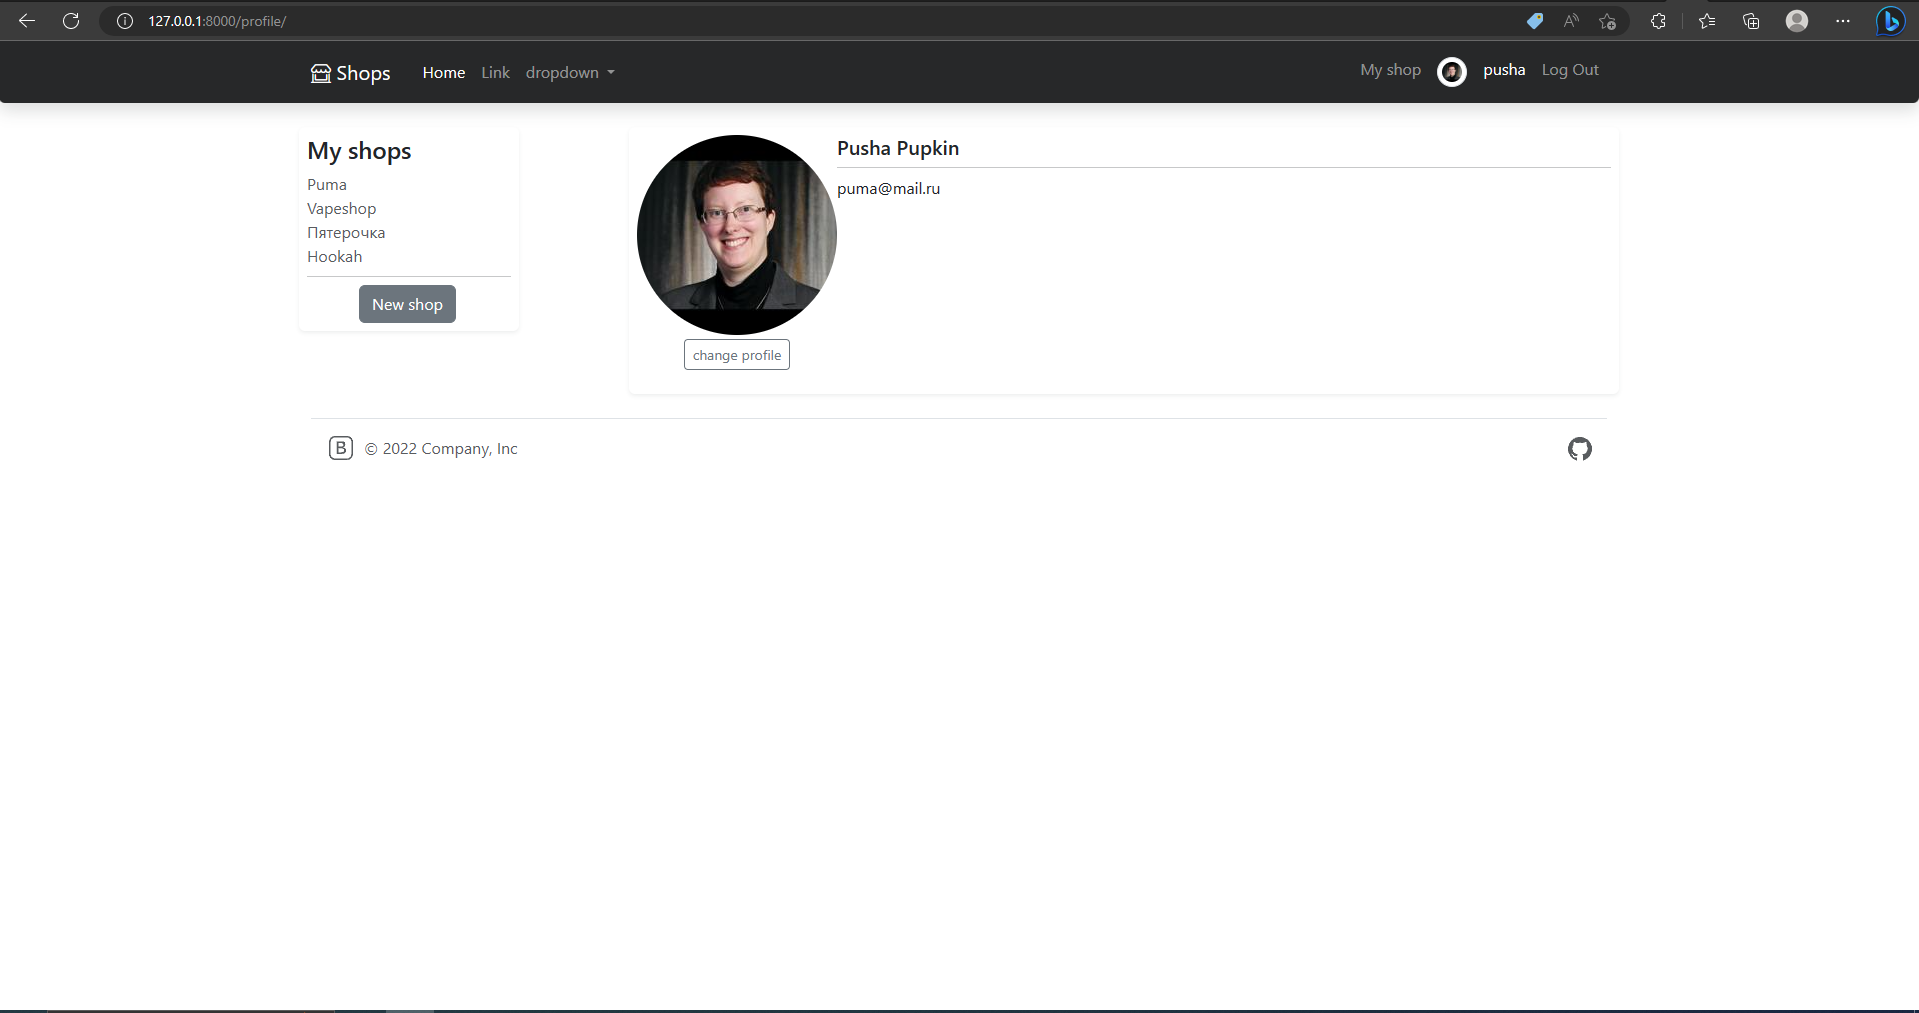 127.0.0.1:8000/profile/
Shops Home Link dropdown My shop pusha Log Out
My shops
Puma
Vapeshop
Пятерочка
Hookah
New shop
Pusha Pupkin
puma@mail.ru
change profile
B © 2022 Company, Inc